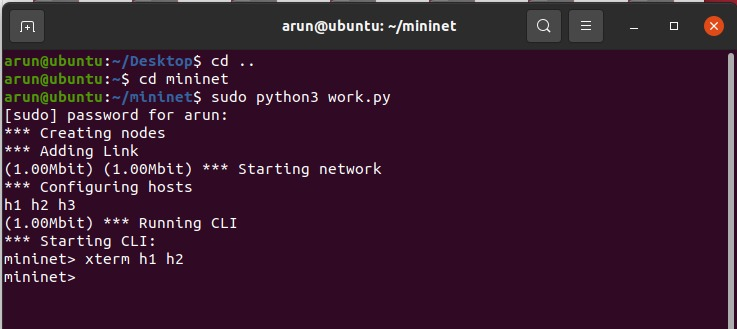 arun@ubuntu: ~/mininet
arun@ubuntu:~/Desktop$ cd ..
arun@ubuntu:~$ cd mininet
arun@ubuntu:~/mininet$ sudo python3 work.py
[sudo] password for arun:
*** Creating nodes
*** Adding Link
(1.00Mbit) (1.00Mbit) *** Starting network
*** Configuring hosts
h1 h2 h3
(1.00Mbit) *** Running CLI
*** Starting CLI:
mininet> xterm h1 h2
mininet>